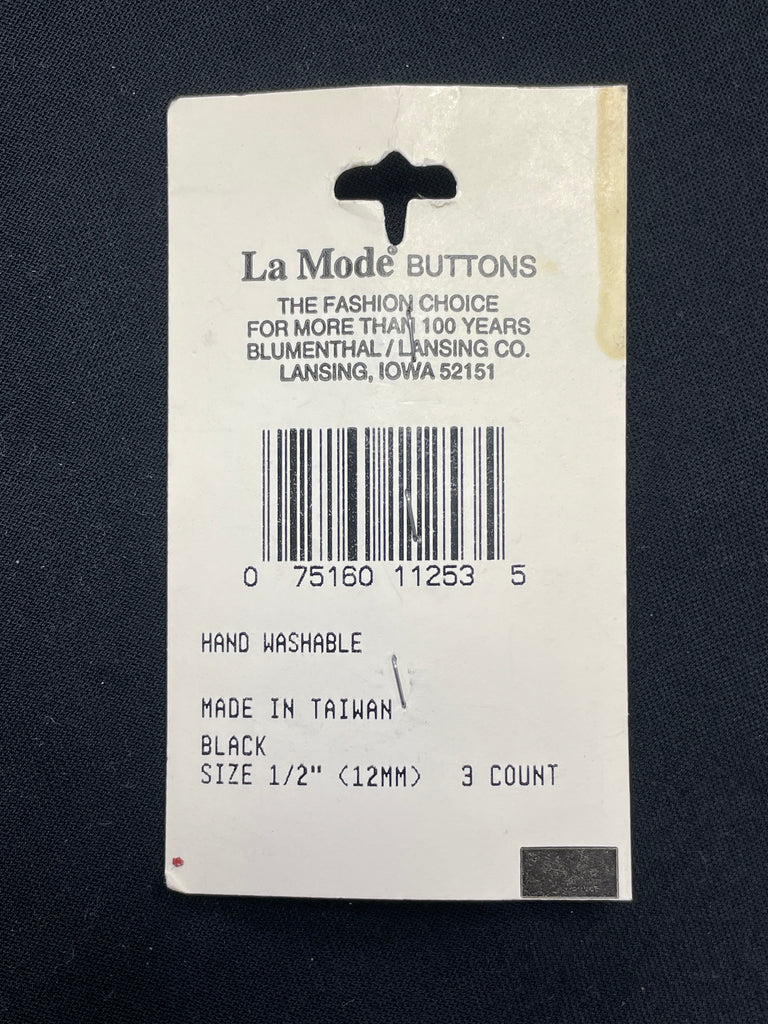 La Mode® BUTTONS
THE FASHION CHOICE
FOR MORE THAN 100 YEARS
BLUMENTHAL / LANSING CO.
LANSING, IOWA 52151
0 75160 11253 5
HAND WASHABLE
MADE IN TAIWAN
BLACK
SIZE 1/2" (12MM) 3 COUNT